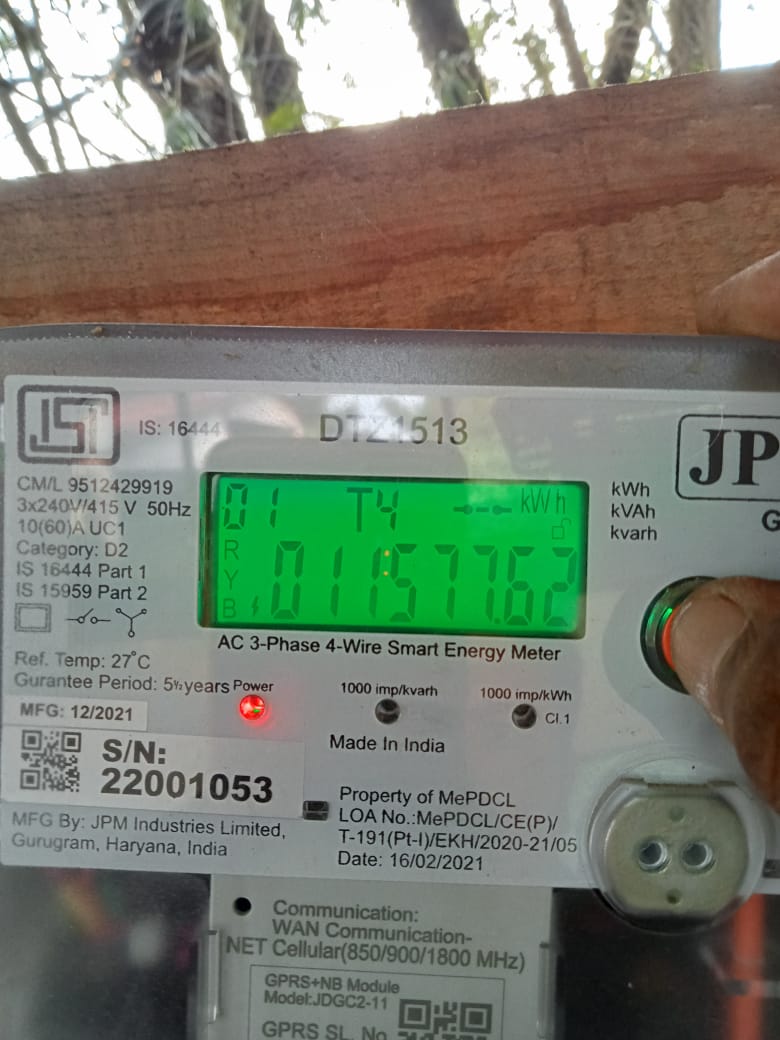 IS: 16444
DTZ1513
JP
G
CM/L 9512429919
3x240V/415 V 50Hz
10(60)A UC1
Category: D2
IS 16444 Part 1
IS 15959 Part 2
01 T4 kWh
R
Y
B 011577.62
kWh
kVAh
kvarh
AC 3-Phase 4-Wire Smart Energy Meter
Ref. Temp: 27°C
Gurantee Period: 5½years
Power
1000 imp/kvarh
1000 imp/kWh
Cl.1
MFG: 12/2021
Made In India
S/N:
22001053
MFG By: JPM Industries Limited,
Gurugram, Haryana, India
Property of MePDCL
LOA No.:MePDCL/CE(P)/
T-191(Pt-I)/EKH/2020-21/05
Date: 16/02/2021
Communication:
WAN Communication-
NET Cellular(850/900/1800 MHz)
GPRS+NB Module
Model:JDGC2-11
GPRS SL. No